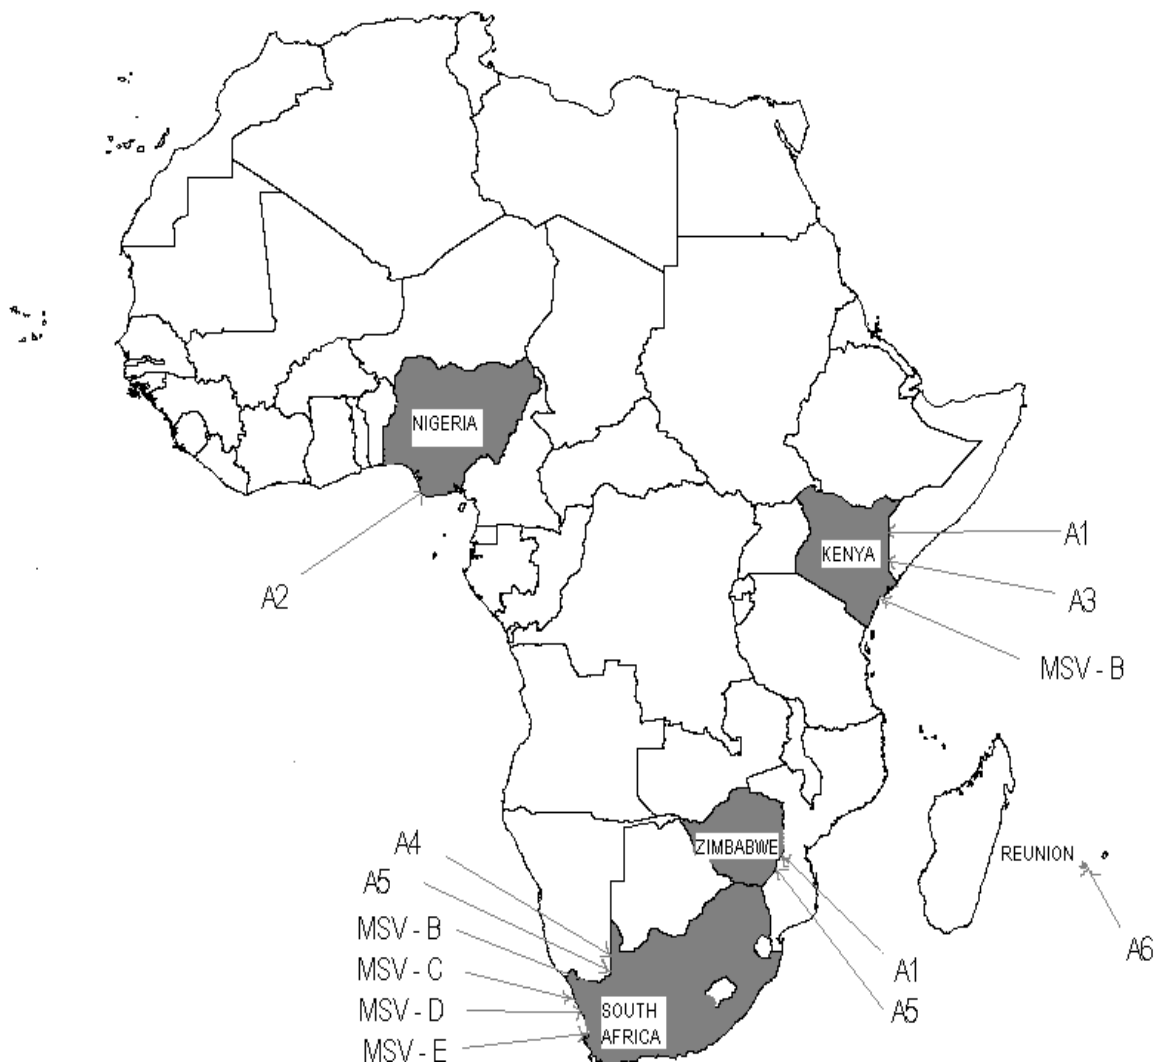 NIGERIA
A2
KENYA
A1
A3
MSV - B
ZIMBABWE
A1
A5
REUNION
A6
A4
A5
MSV - B
MSV - C
MSV - D
MSV - E
SOUTH
AFRICA